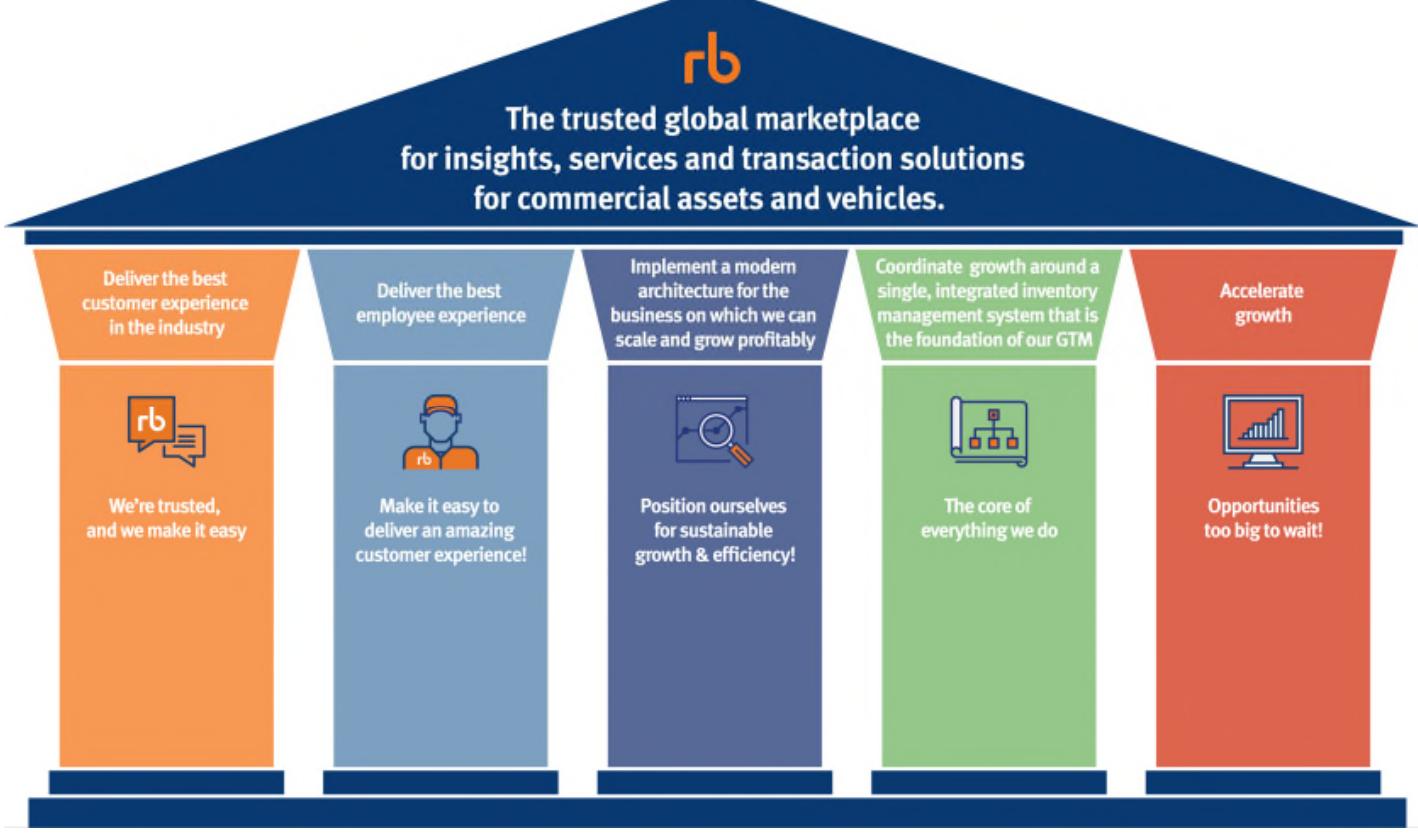 rb
The trusted global marketplace
for insights, services and transaction solutions
for commercial assets and vehicles.
Deliver the best
customer experience
in the industry
Deliver the best
employee experience
Implement a modern
architecture for the
business on which we can
scale and grow profitably
Coordinate growth around a
single, integrated inventory
management system that is
the foundation of our GTM
Accelerate
growth
rb
We're trusted,
and we make it easy
rb
Make it easy to
deliver an amazing
customer experience!
Position ourselves
for sustainable
growth & efficiency!
The core of
everything we do
Opportunities
too big to wait!